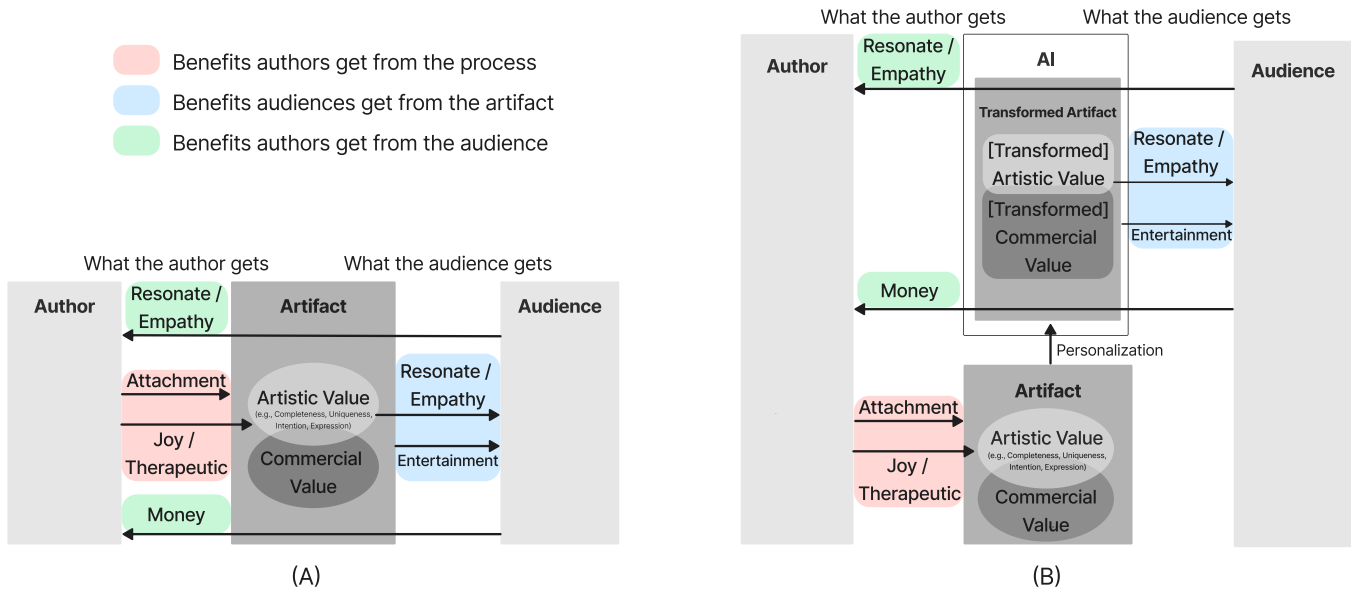 Benefits authors get from the process
Benefits audiences get from the artifact
Benefits authors get from the audience
What the author gets
What the audience gets
Author
Resonate /
Empathy
Artifact
Audience
Attachment
Joy /
Therapeutic
Artistic Value
(e.g., Completeness, Uniqueness,
Intention, Expression)
Commercial
Value
Resonate /
Empathy
Entertainment
Money
(A)
What the author gets
What the audience gets
Author
Resonate /
Empathy
AI
Audience
Transformed Artifact
[Transformed]
Artistic Value
[Transformed]
Commercial
Value
Resonate /
Empathy
Entertainment
Money
Personalization
Artifact
Attachment
Joy /
Therapeutic
Artistic Value
(e.g., Completeness, Uniqueness,
Intention, Expression)
Commercial
Value
(B)